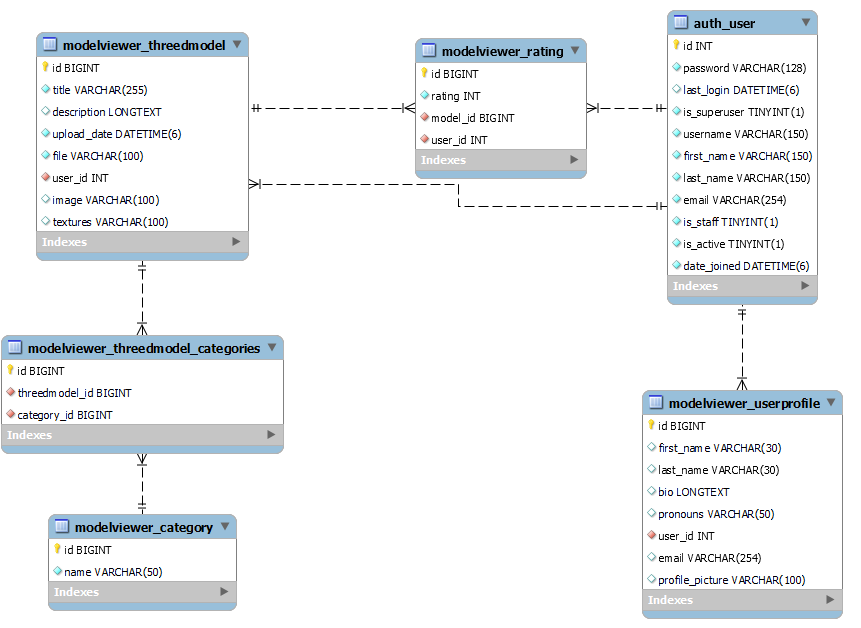 modelviewer_threedmodel
id BIGINT
title VARCHAR(255)
description LONGTEXT
upload_date DATETIME(6)
file VARCHAR(100)
user_id INT
image VARCHAR(100)
textures VARCHAR(100)
Indexes
modelviewer_rating
id BIGINT
rating INT
model_id BIGINT
user_id INT
Indexes
auth_user
id INT
password VARCHAR(128)
last_login DATETIME(6)
is_superuser TINYINT(1)
username VARCHAR(150)
first_name VARCHAR(150)
last_name VARCHAR(150)
email VARCHAR(254)
is_staff TINYINT(1)
is_active TINYINT(1)
date_joined DATETIME(6)
Indexes
modelviewer_threedmodel_categories
id BIGINT
threedmodel_id BIGINT
category_id BIGINT
Indexes
modelviewer_category
id BIGINT
name VARCHAR(50)
Indexes
modelviewer_userprofile
id BIGINT
first_name VARCHAR(30)
last_name VARCHAR(30)
bio LONGTEXT
pronouns VARCHAR(50)
user_id INT
email VARCHAR(254)
profile_picture VARCHAR(100)
Indexes